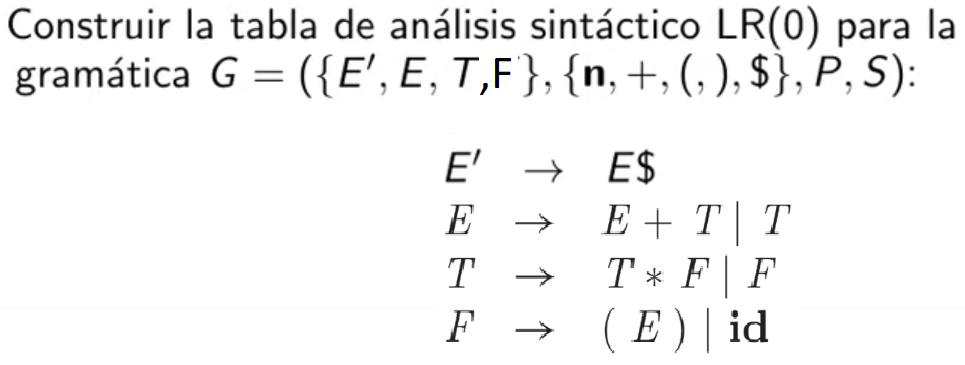 Construir la tabla de análisis sintáctico LR(0) para la
gramática G = ({E′, E, T,F }, {n, +, (, ), $}, P, S):
E′ → E$
E → E + T | T
T → T * F | F
F → ( E ) | id